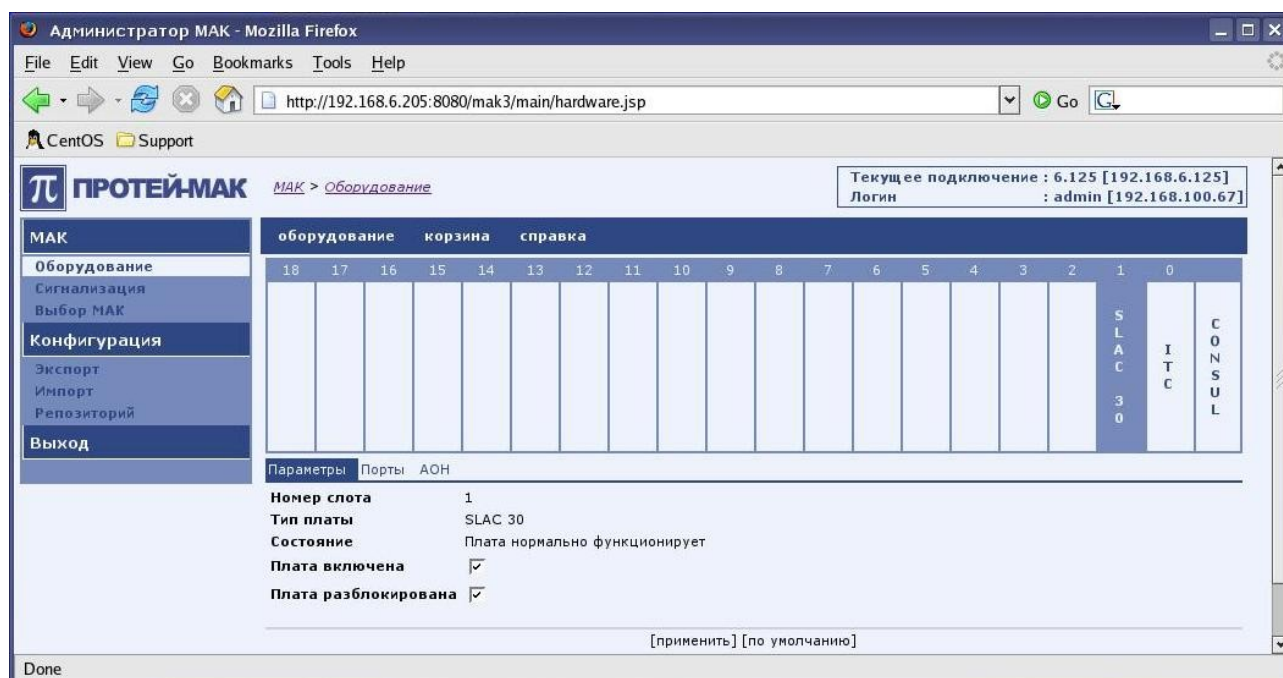 Администратор МАК - Mozilla Firefox
File Edit View Go Bookmarks Tools Help
http://192.168.6.205:8080/mak3/main/hardware.jsp Go G
CentOS Support
π ПРОТЕЙ-МАК
МАК > Оборудование
Текущее подключение : 6.125 [192.168.6.125]
Логин : admin [192.168.100.67]
МАК
Оборудование
Сигнализация
Выбор МАК
Конфигурация
Экспорт
Импорт
Репозиторий
Выход
оборудование корзина справка
18 17 16 15 14 13 12 11 10 9 8 7 6 5 4 3 2 1 0
SLAC 30
ITC
CONSUL
Параметры Порты АОН
Номер слота 1
Тип платы SLAC 30
Состояние Плата нормально функционирует
Плата включена
Плата разблокирована
[применить] [по умолчанию]
Done